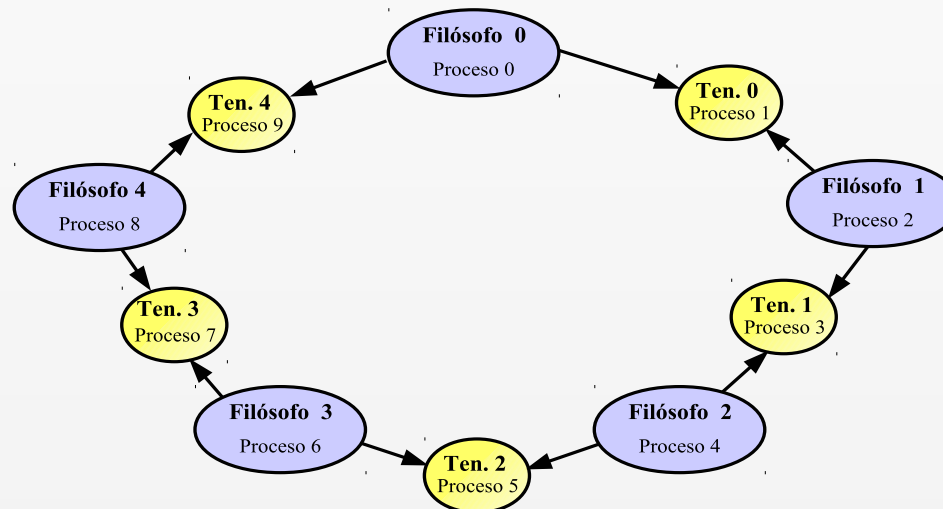 Filósofo 0
Proceso 0
Ten. 4
Proceso 9
Ten. 0
Proceso 1
Filósofo 4
Proceso 8
Filósofo 1
Proceso 2
Ten. 3
Proceso 7
Ten. 1
Proceso 3
Filósofo 3
Proceso 6
Filósofo 2
Proceso 4
Ten. 2
Proceso 5